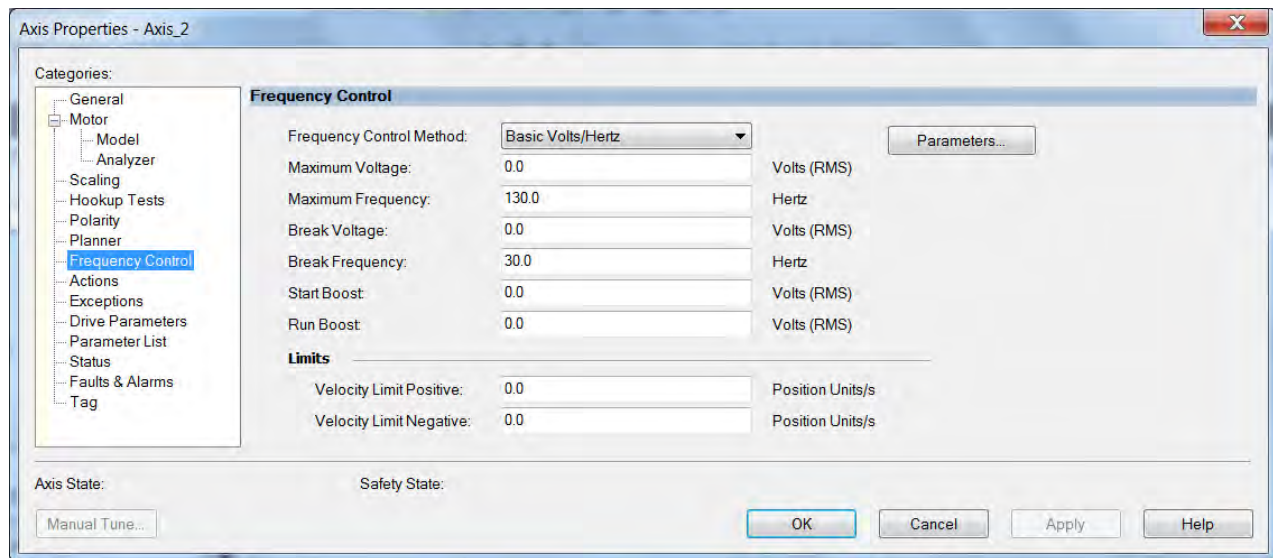 Axis Properties - Axis_2
X
Categories:
General
Motor
Model
Analyzer
Scaling
Hookup Tests
Polarity
Planner
Frequency Control
Actions
Exceptions
Drive Parameters
Parameter List
Status
Faults & Alarms
Tag
Frequency Control
Frequency Control Method: Basic Volts/Hertz Parameters...
Maximum Voltage: 0.0 Volts (RMS)
Maximum Frequency: 130.0 Hertz
Break Voltage: 0.0 Volts (RMS)
Break Frequency: 30.0 Hertz
Start Boost: 0.0 Volts (RMS)
Run Boost: 0.0 Volts (RMS)
Limits
Velocity Limit Positive: 0.0 Position Units/s
Velocity Limit Negative: 0.0 Position Units/s
Axis State: Safety State:
Manual Tune... OK Cancel Apply Help